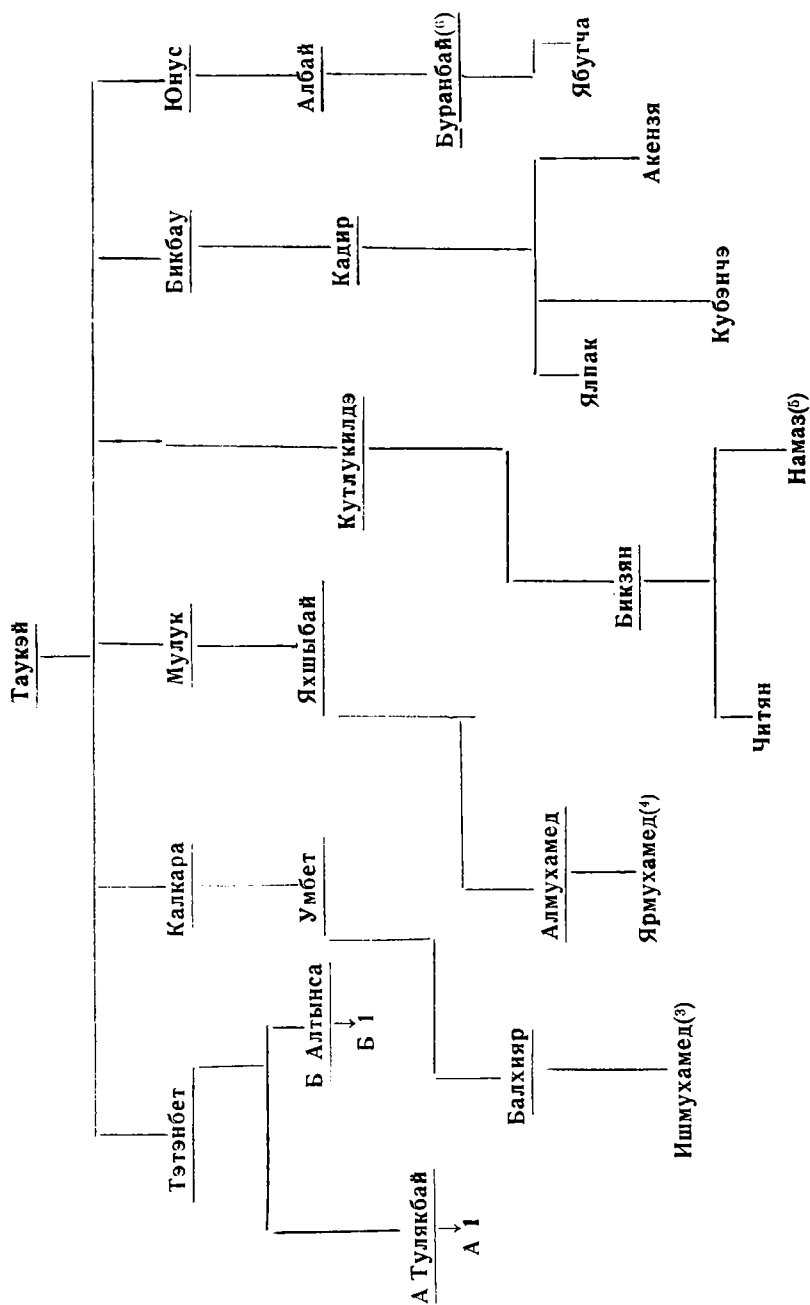 Таукэй
Тэтэнбет
Калкара
Мулук
Бикбау
Юнус
Б Алтынса
Б 1
Умбет
Яхшыбай
Кутлукилдэ
Кадир
Албай
А Тулякбай
А 1
Балхияр
Алмухамед
Бикзян
Ялпак
Кубэнчэ
Акензя
Буранбай(⁶)
Ябугча
Ишмухамед(³)
Ярмухамед(⁴)
Читян
Намаз(⁵)